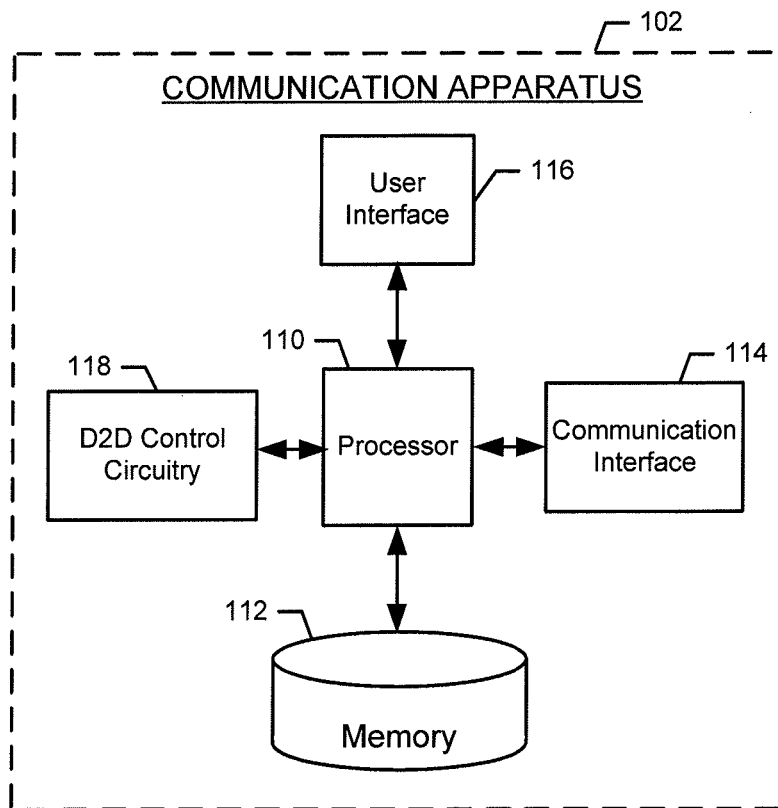 102
COMMUNICATION APPARATUS
User
Interface
116
110
118
114
D2D Control
Circuitry
Processor
Communication
Interface
112
Memory